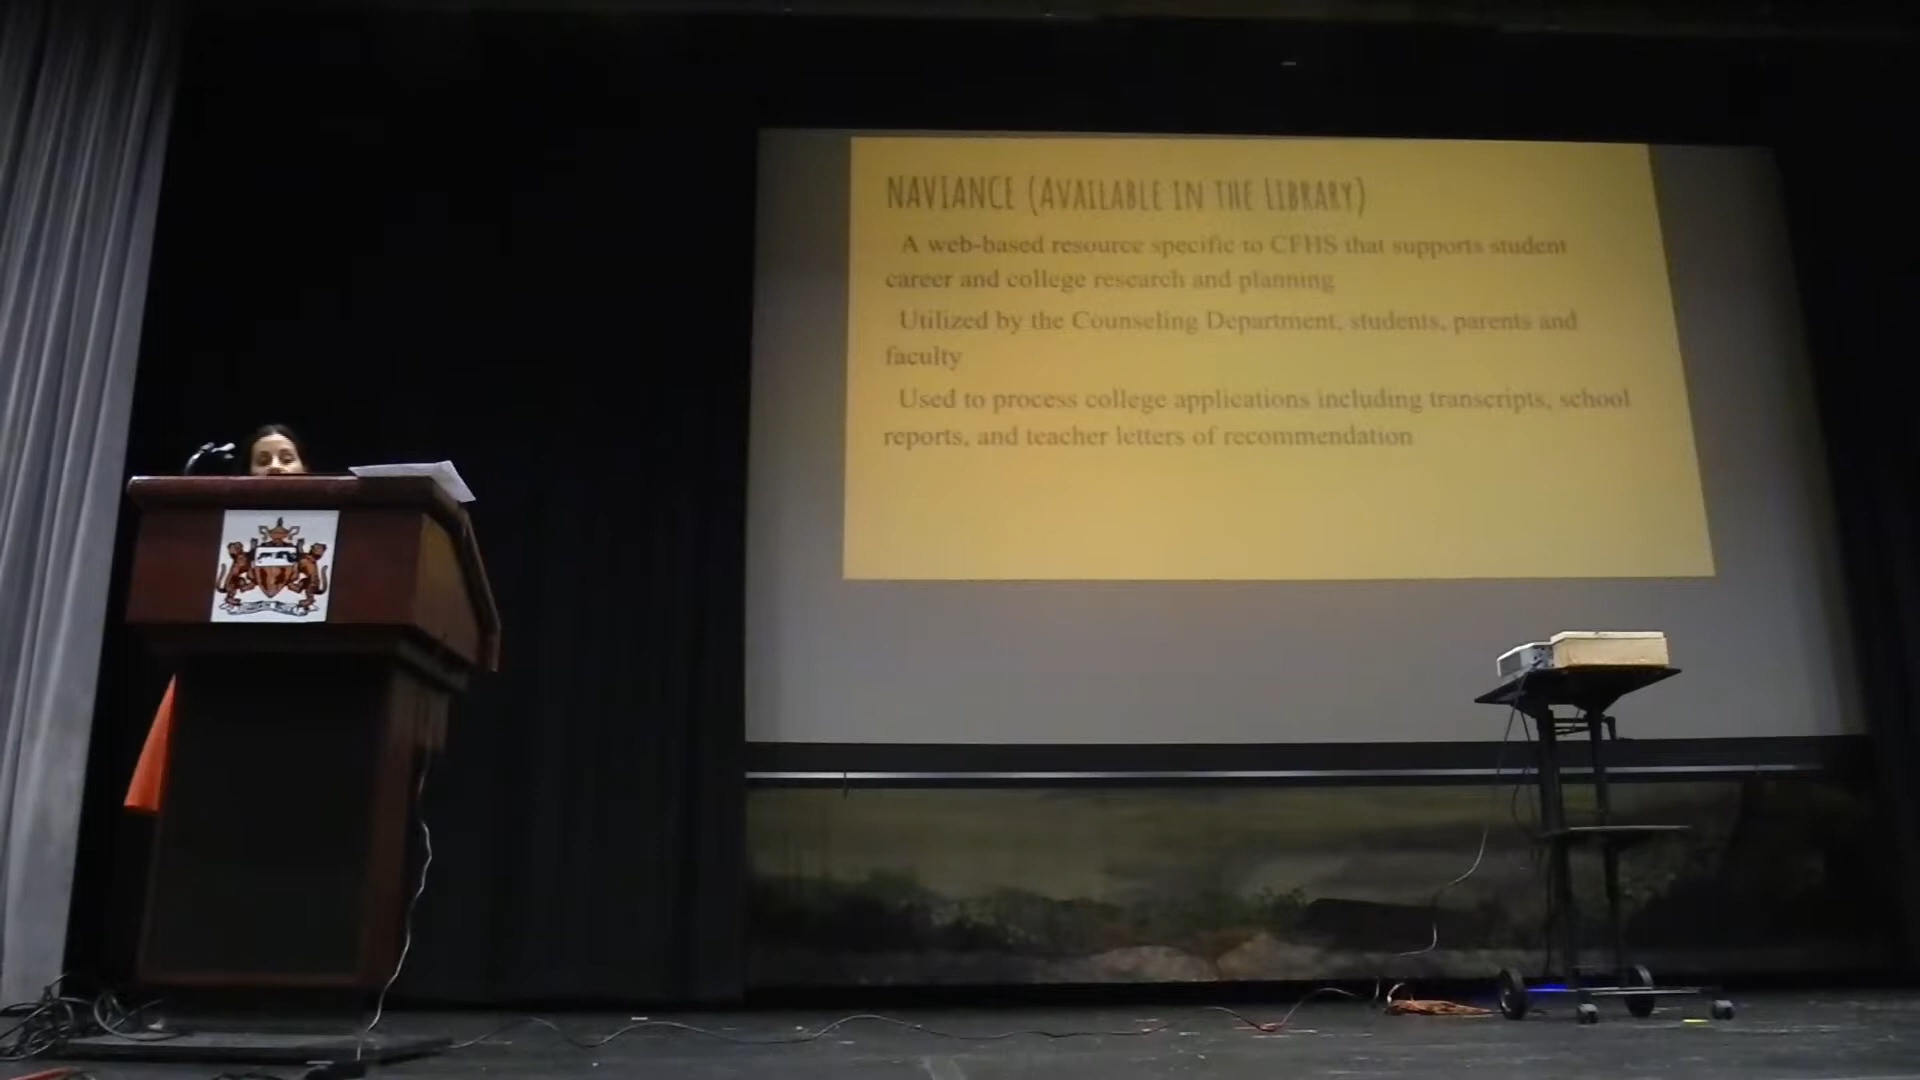 NAVIANCE (AVAILABLE IN THE LIBRARY)
A web-based resource specific to CFHS that supports student
career and college research and planning
Utilized by the Counseling Department, students, parents and
faculty
Used to process college applications including transcripts, school
reports, and teacher letters of recommendation